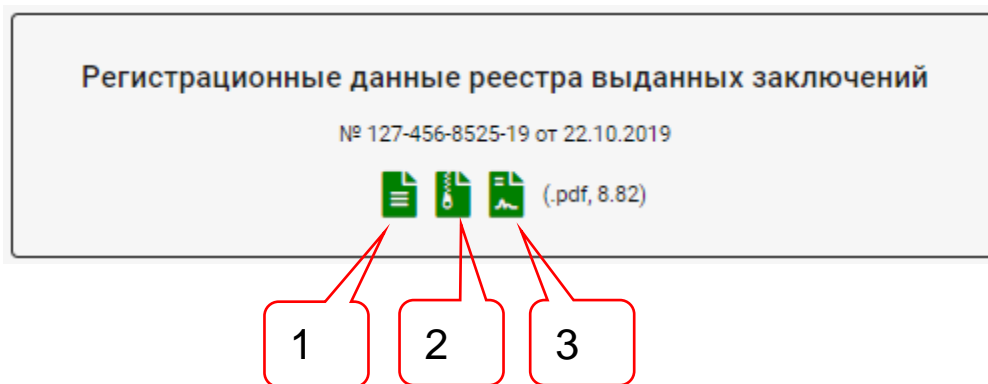 Регистрационные данные реестра выданных заключений
№ 127-456-8525-19 от 22.10.2019
(.pdf, 8.82)
1 2 3